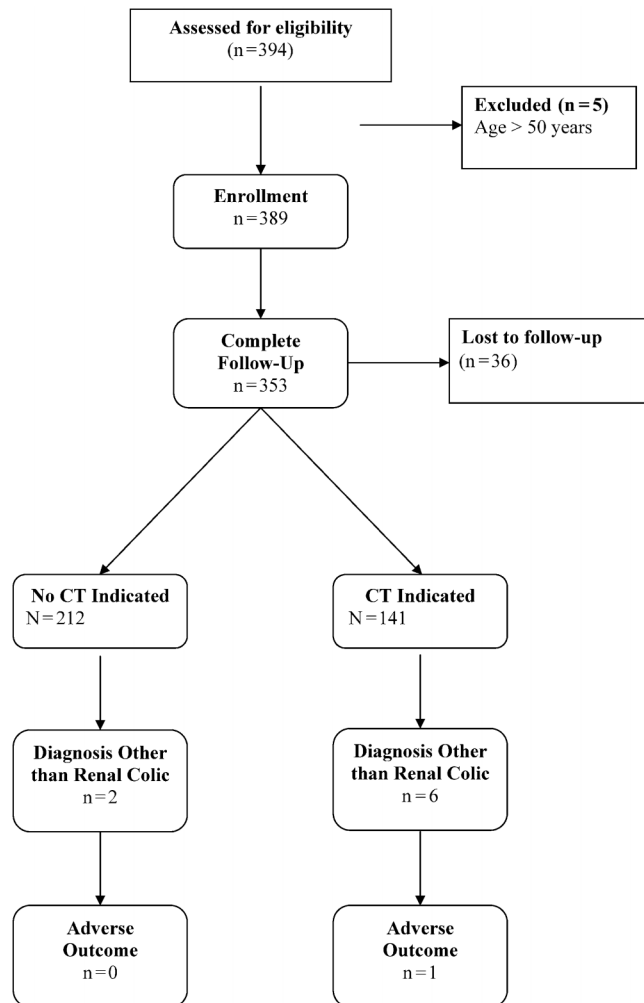 Assessed for eligibility
(n=394)
Excluded (n=5)
Age > 50 years
Enrollment
n=389
Complete
Follow-Up
n=353
Lost to follow-up
(n=36)
No CT Indicated
N=212
CT Indicated
N=141
Diagnosis Other
than Renal Colic
n=2
Diagnosis Other
than Renal Colic
n=6
Adverse
Outcome
n=0
Adverse
Outcome
n=1